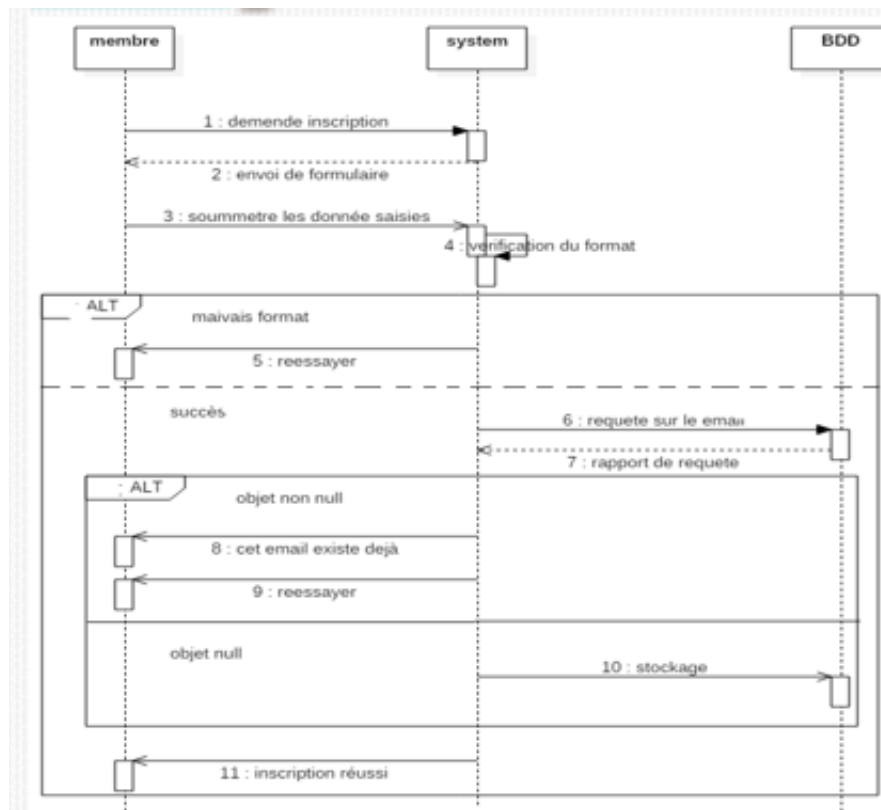 membre
system
BDD
1 : demende inscription
2 : envoi de formulaire
3 : soummetre les donnée saisies
4 : verification du format
ALT
maivais format
5 : reessayer
succès
6 : requete sur le email
7 : rapport de requete
: ALT
objet non null
8 : cet email existe dejà
9 : reessayer
objet null
10 : stockage
11 : inscription réussi